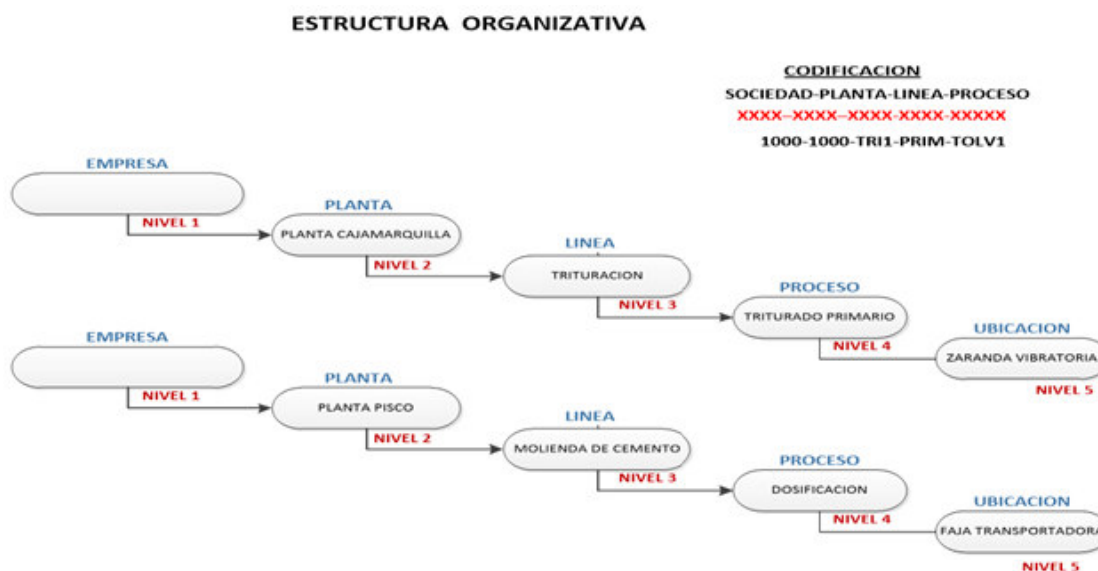 ESTRUCTURA ORGANIZATIVA
CODIFICACION
SOCIEDAD-PLANTA-LINEA-PROCESO
XXXX-XXXX-XXXX-XXXX-XXXXX
1000-1000-TRI1-PRIM-TOLV1
EMPRESA
NIVEL 1
PLANTA
PLANTA CAJAMARQUILLA
NIVEL 2
LINEA
TRITURACION
NIVEL 3
PROCESO
TRITURADO PRIMARIO
NIVEL 4
UBICACION
ZARANDA VIBRATORIA
NIVEL 5
EMPRESA
NIVEL 1
PLANTA
PLANTA PISCO
NIVEL 2
LINEA
MOLIENDA DE CEMENTO
NIVEL 3
PROCESO
DOSIFICACION
NIVEL 4
UBICACION
FAJA TRANSPORTADORA
NIVEL 5